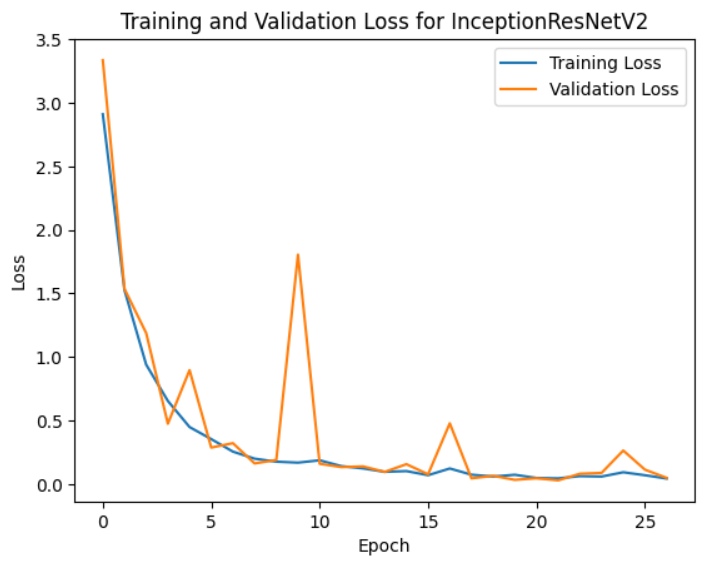 Training and Validation Loss for InceptionResNetV2
Training Loss
Validation Loss
3.5
3.0
2.5
2.0
1.5
1.0
0.5
0.0
Loss
0 5 10 15 20 25
Epoch